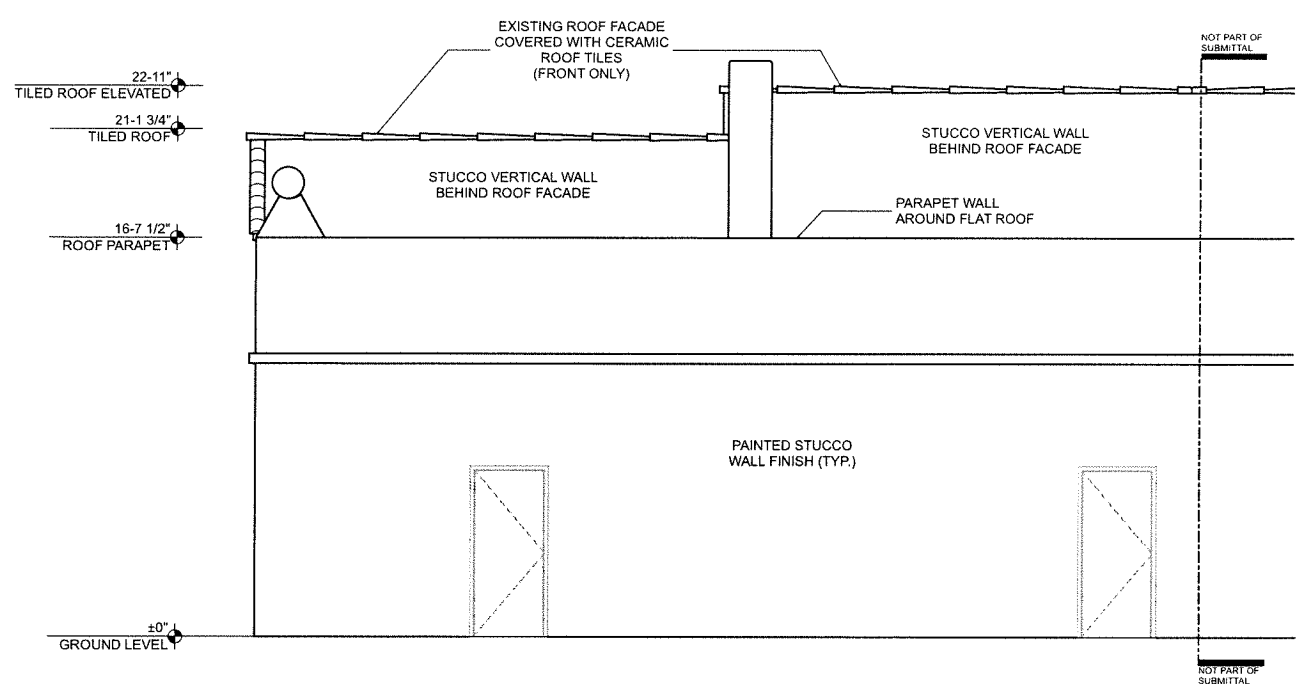 EXISTING ROOF FACADE
COVERED WITH CERAMIC
ROOF TILES
(FRONT ONLY)
NOT PART OF
SUBMITTAL
22-11"
TILED ROOF ELEVATED
21-1 3/4"
TILED ROOF
STUCCO VERTICAL WALL
BEHIND ROOF FACADE
STUCCO VERTICAL WALL
BEHIND ROOF FACADE
PARAPET WALL
AROUND FLAT ROOF
16-7 1/2"
ROOF PARAPET
PAINTED STUCCO
WALL FINISH (TYP.)
±0"
GROUND LEVEL
NOT PART OF
SUBMITTAL